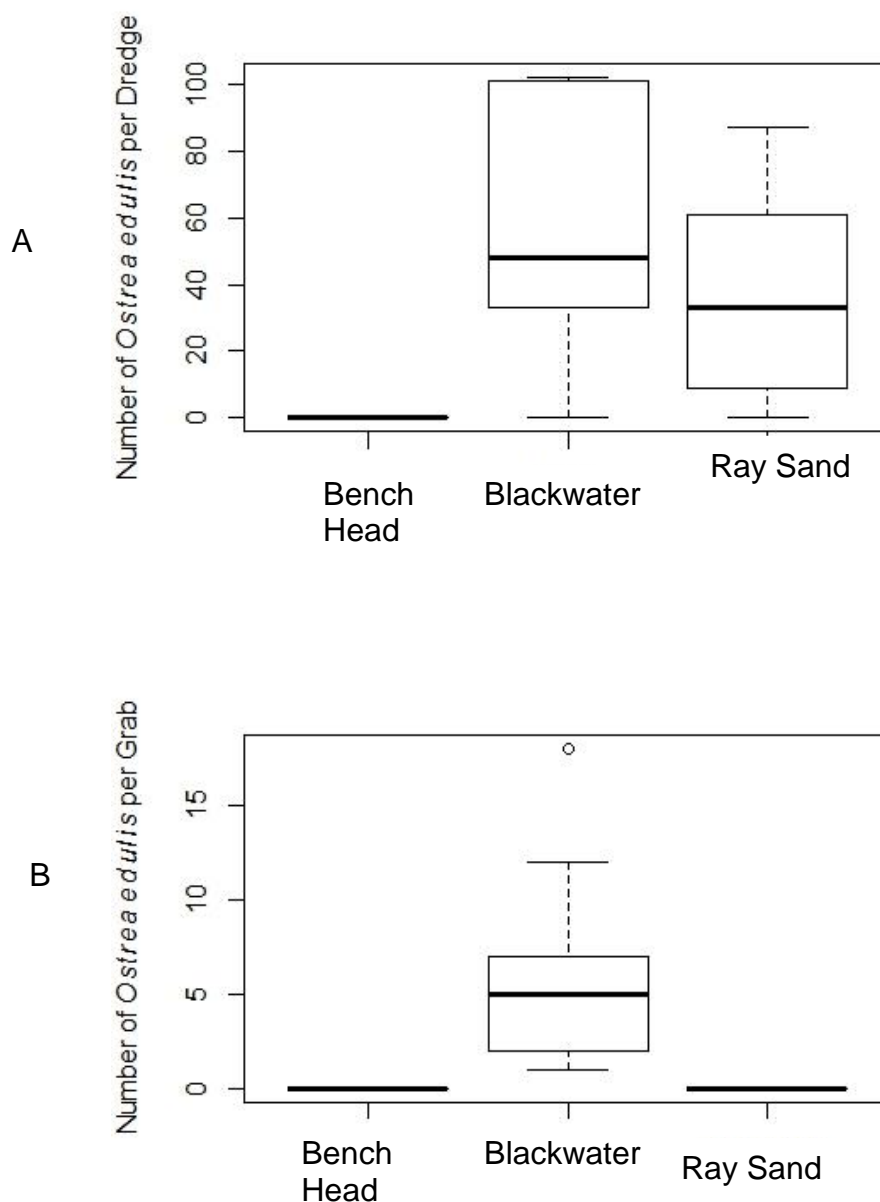 A
Number of Ostrea edulis per Dredge
100
80
60
40
20
0
Bench
Head
Blackwater
Ray Sand
B
Number of Ostrea edulis per Grab
15
10
5
0
Bench
Head
Blackwater
Ray Sand